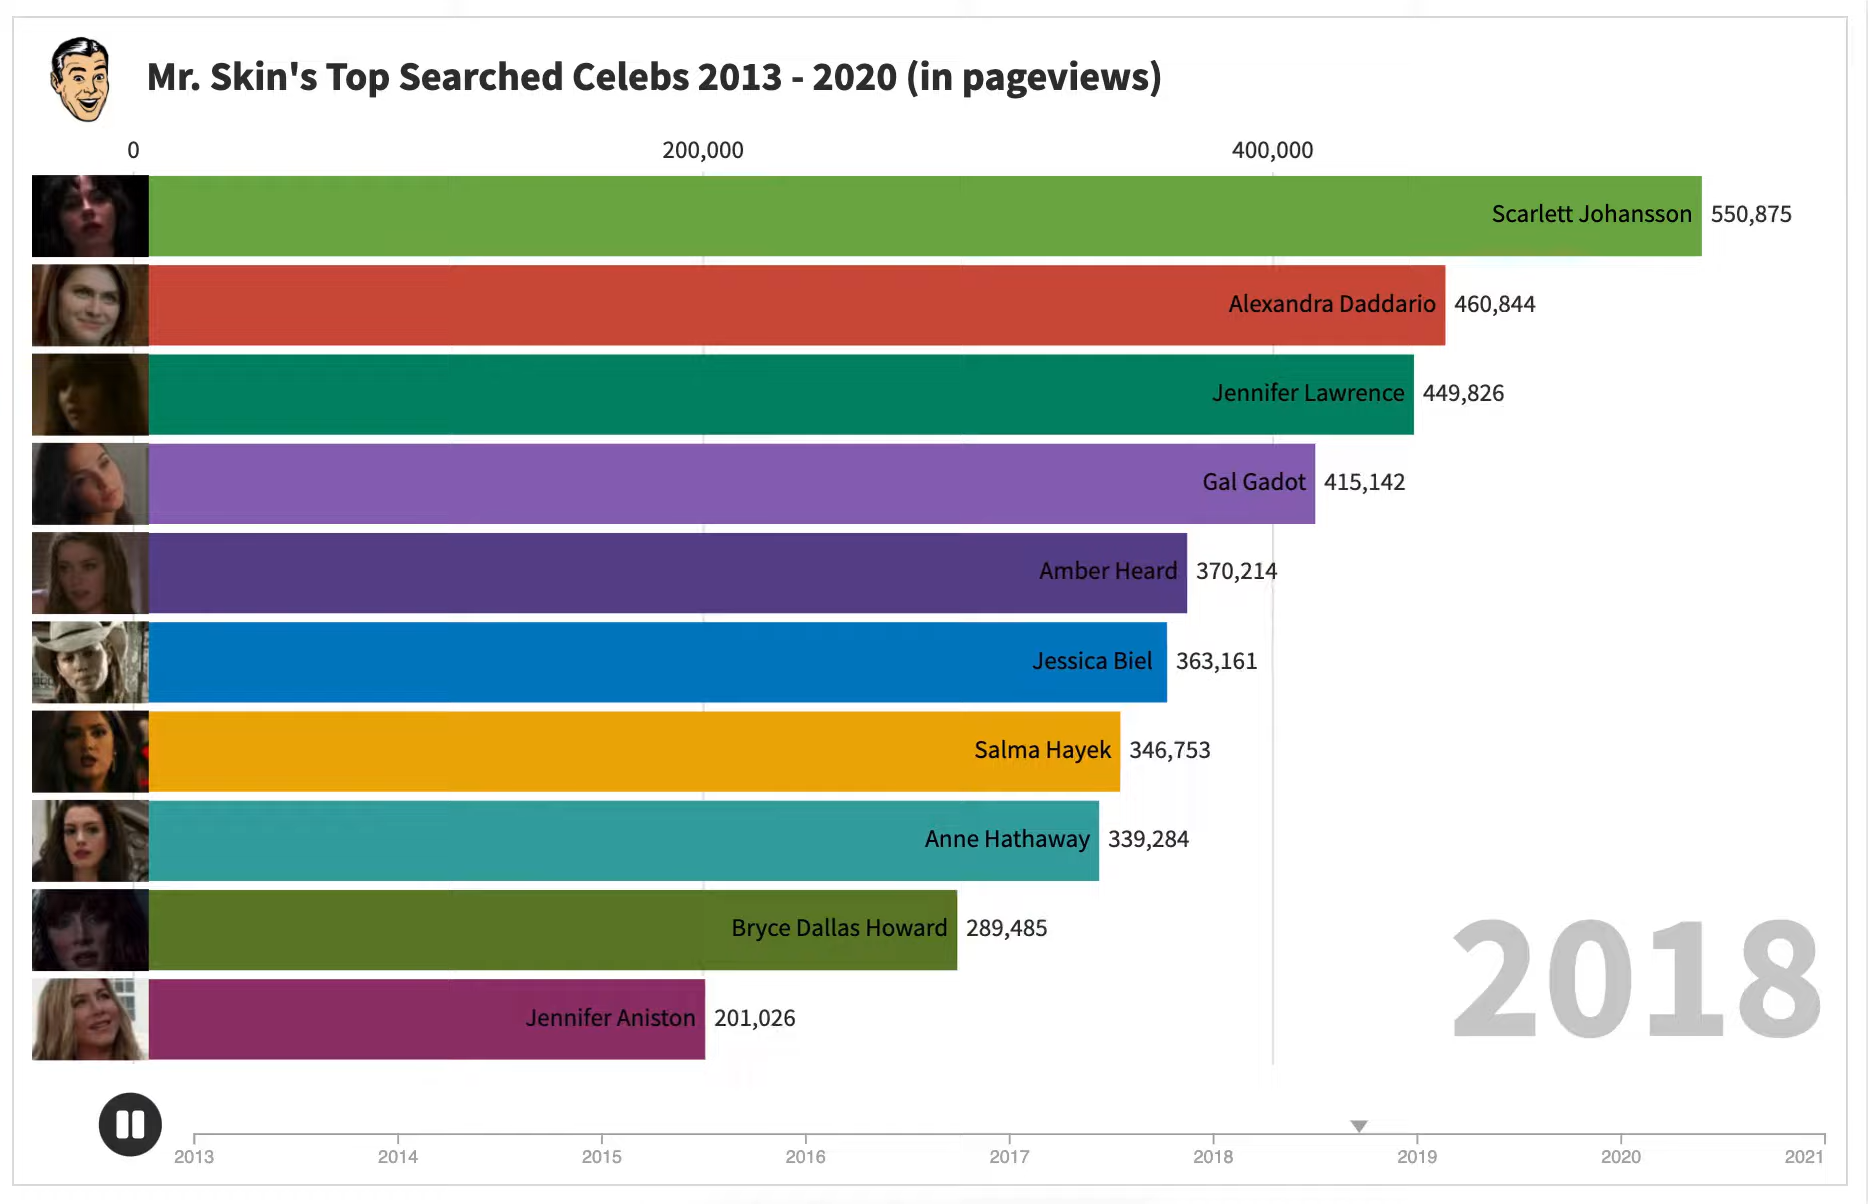 Mr. Skin's Top Searched Celebs 2013 - 2020 (in pageviews)
0 200,000 400,000
Scarlett Johansson 550,875
Alexandra Daddario 460,844
Jennifer Lawrence 449,826
Gal Gadot 415,142
Amber Heard 370,214
Jessica Biel 363,161
Salma Hayek 346,753
Anne Hathaway 339,284
Bryce Dallas Howard 289,485
Jennifer Aniston 201,026
2018
2013 2014 2015 2016 2017 2018 2019 2020 2021